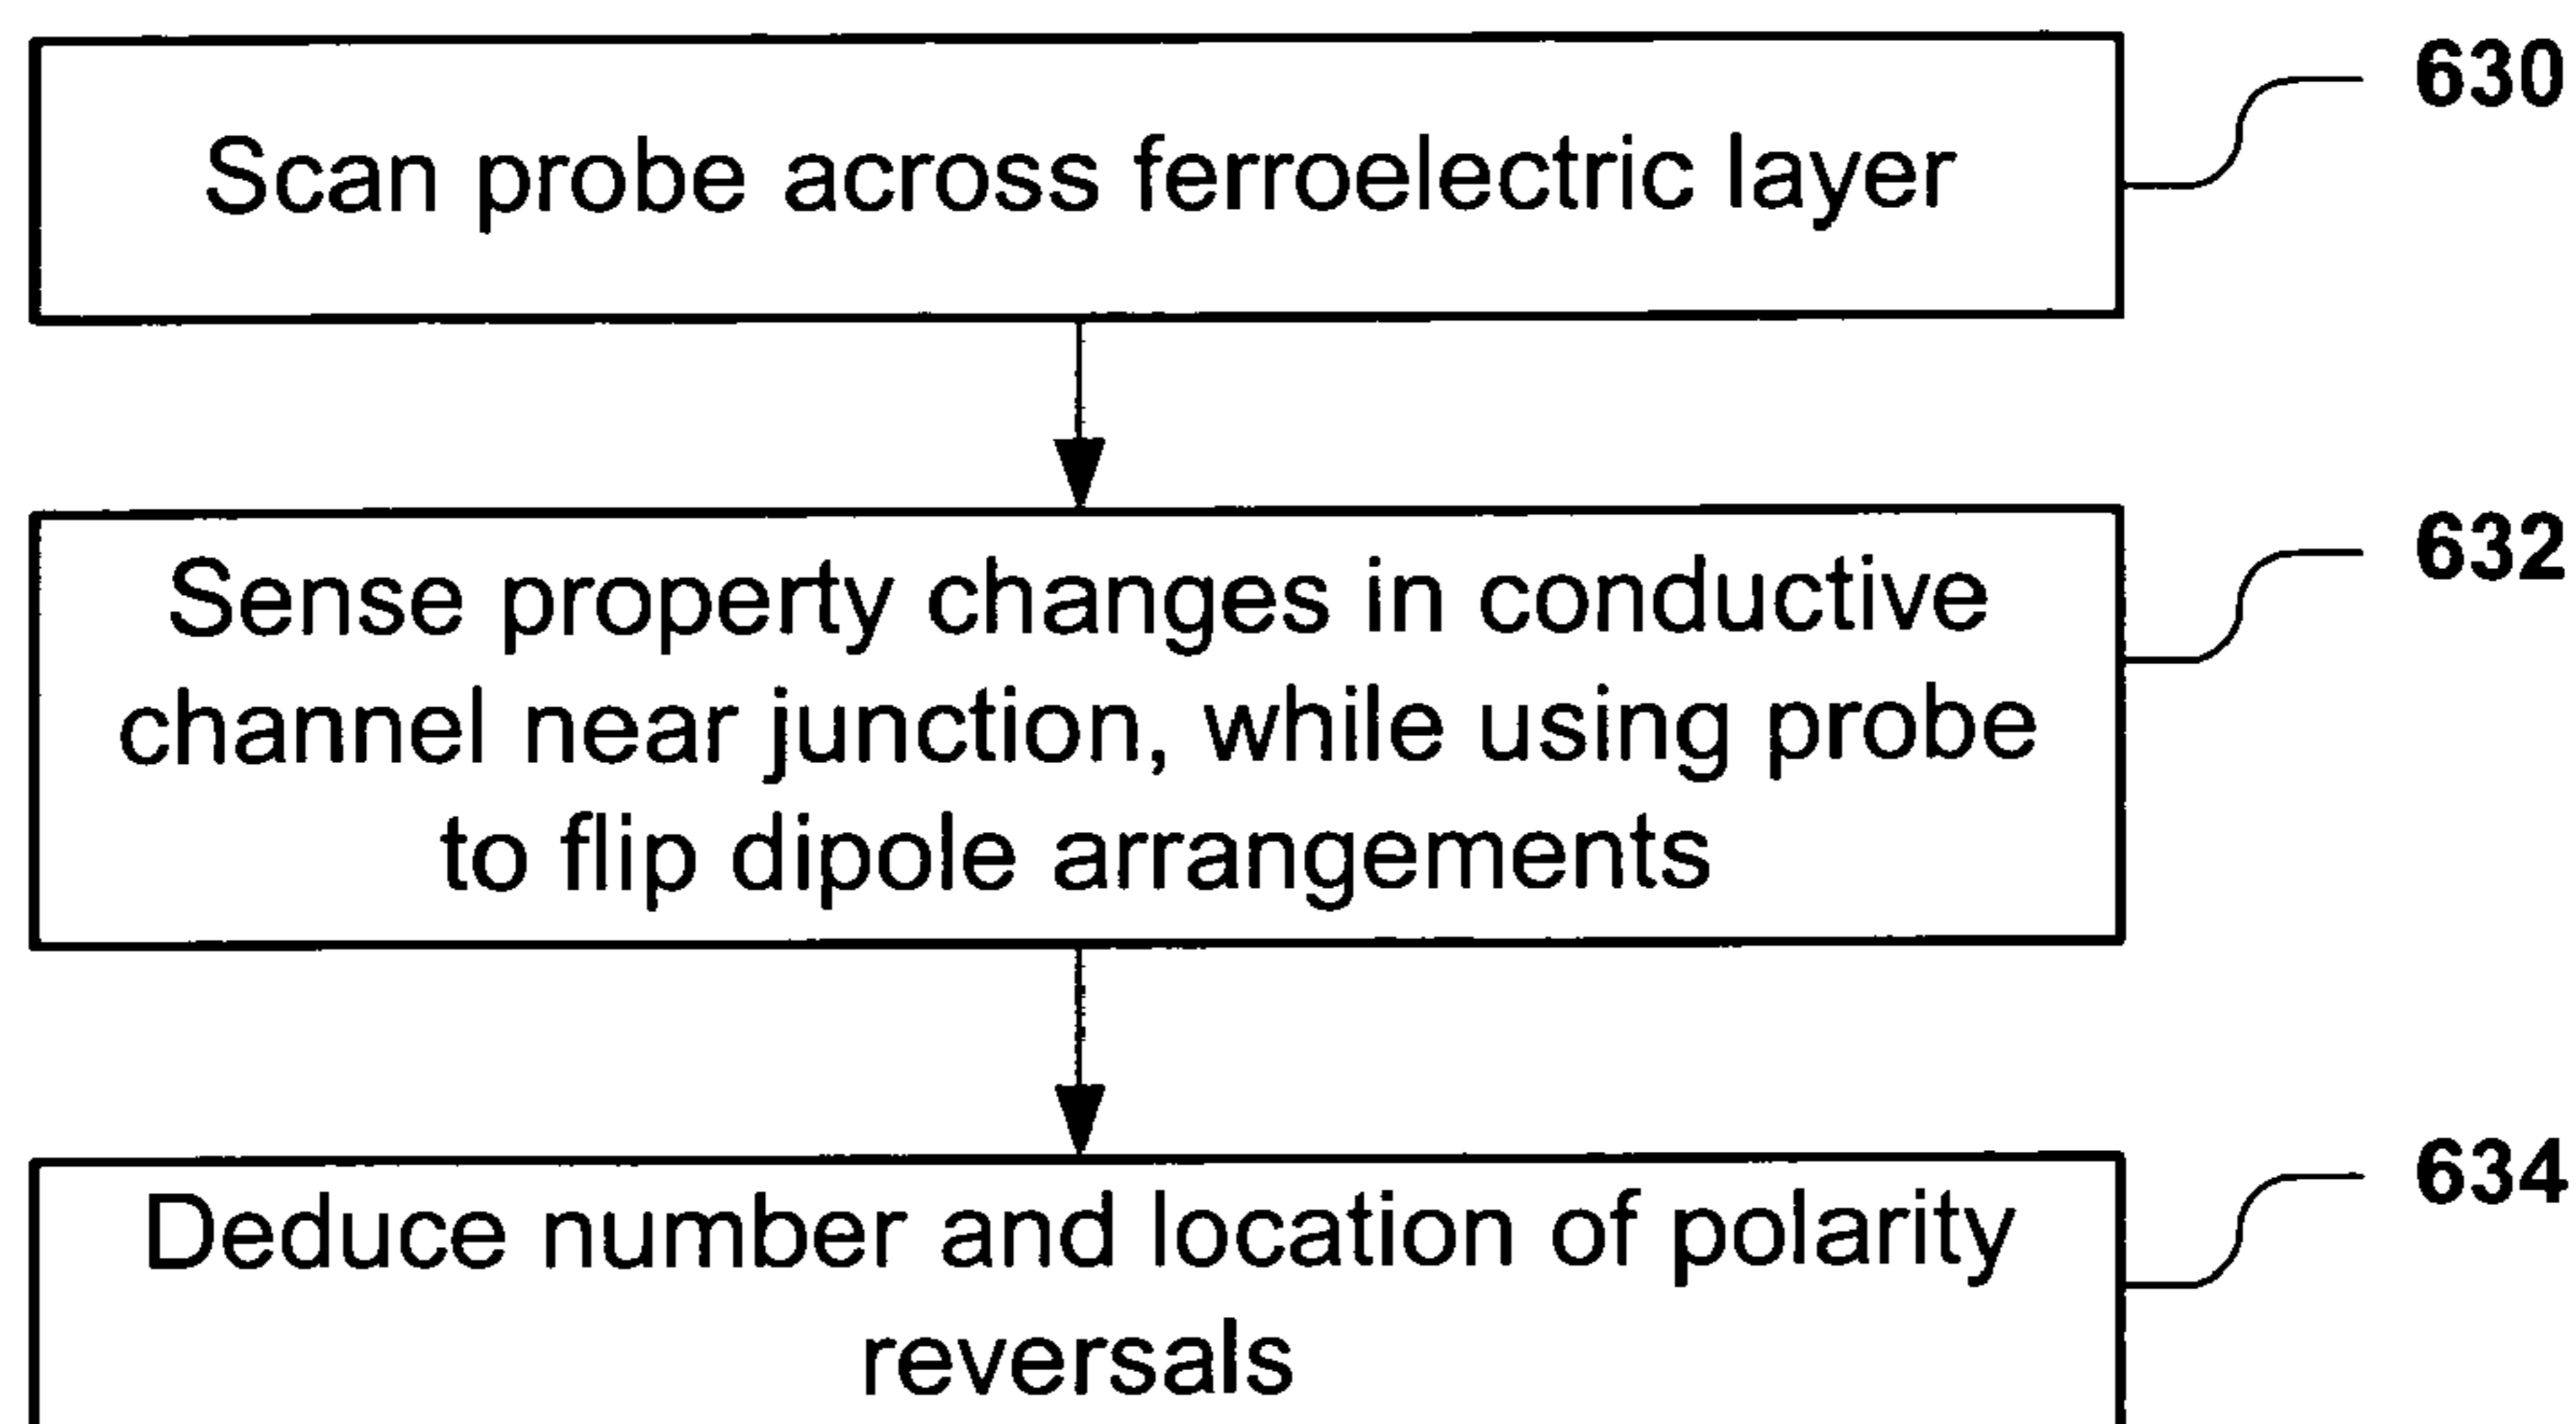 630
Scan probe across ferroelectric layer
632
Sense property changes in conductive
channel near junction, while using probe
to flip dipole arrangements
634
Deduce number and location of polarity
reversals